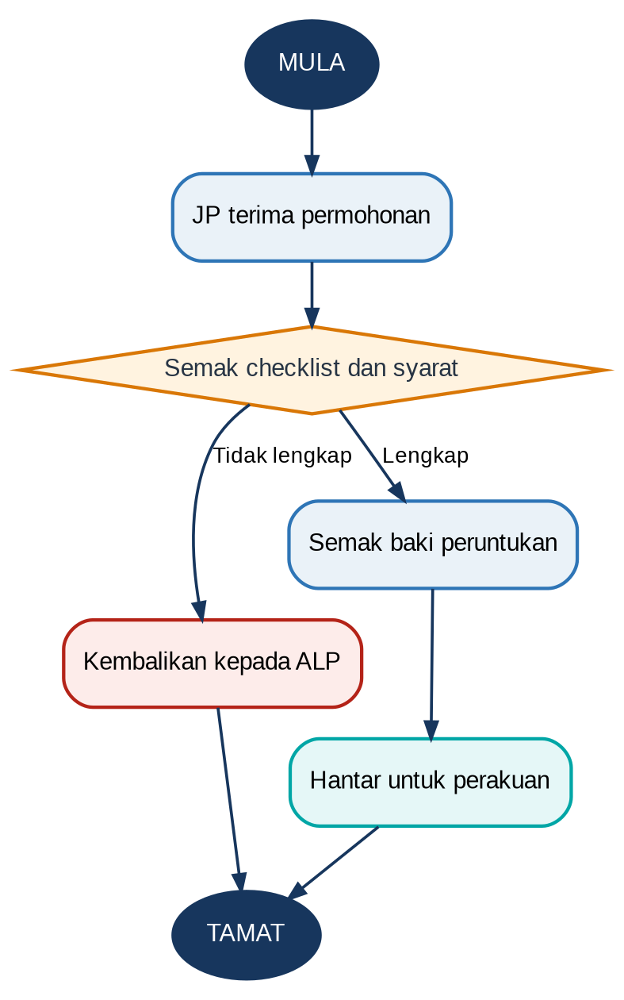 MULA
JP terima permohonan
Semak checklist dan syarat
Tidak lengkap
Lengkap
Semak baki peruntukan
Kembalikan kepada ALP
Hantar untuk perakuan
TAMAT